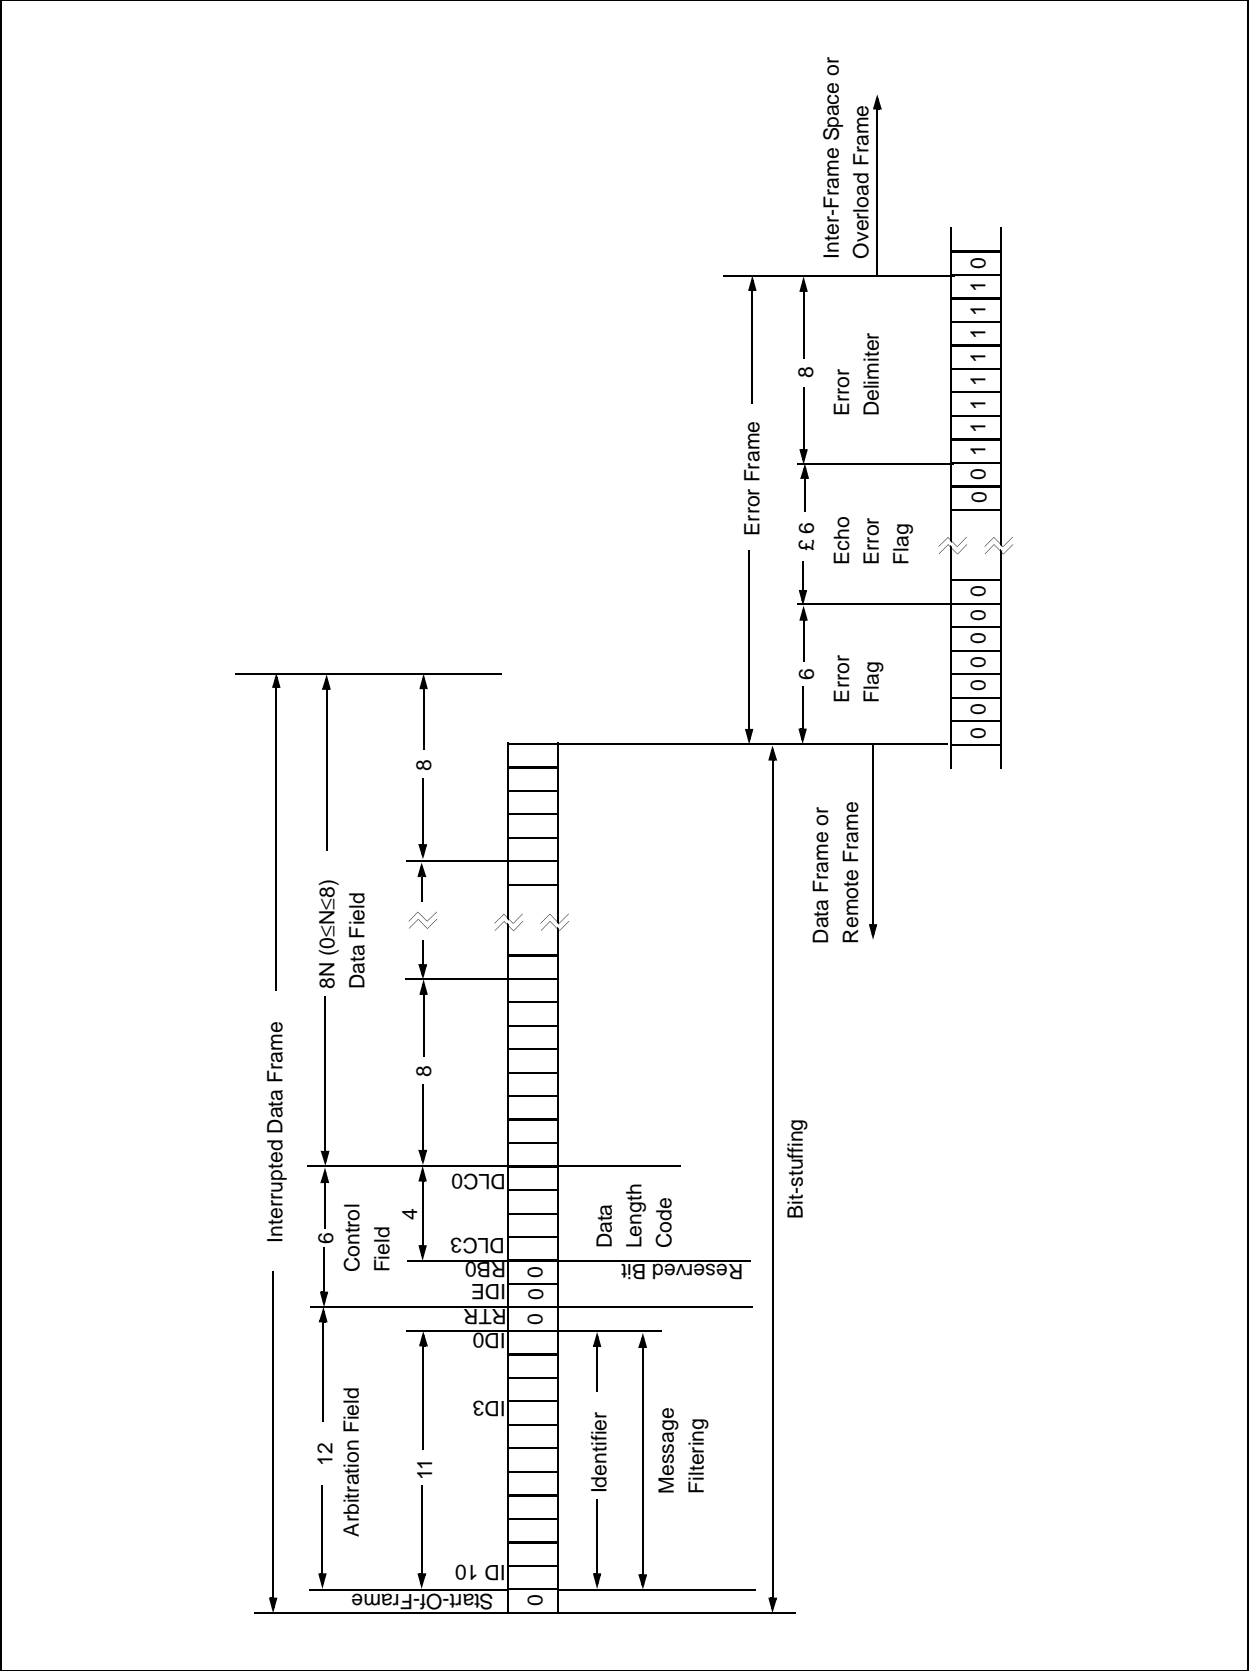 Interrupted Data Frame
12
Arbitration Field
6
Control
Field
8N (0≤N≤8)
Data Field
11
4
8
8
Start-Of-Frame
ID 10
ID3
ID0
RTR
IDE
RB0
DLC3
DLC0
0
0
0
0
Identifier
Message
Filtering
Reserved Bit
Data
Length
Code
Bit-stuffing
Data Frame or
Remote Frame
Error Frame
6
Error
Flag
£ 6
Echo
Error
Flag
8
Error
Delimiter
Inter-Frame Space or
Overload Frame
0 0 0 0 0 0 0 0 0 1 1 1 1 1 1 1 1 0